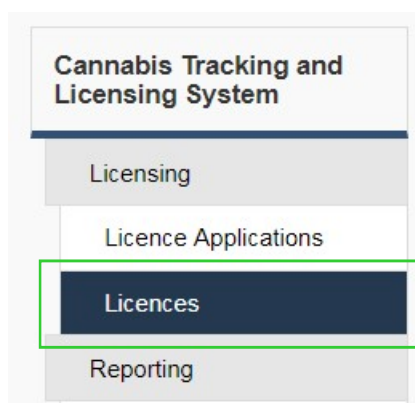 Cannabis Tracking and
Licensing System
Licensing
Licence Applications
Licences
Reporting